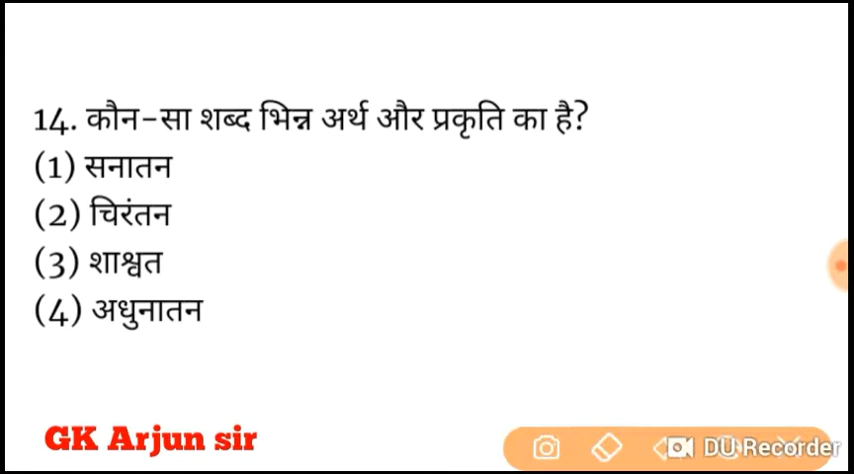 14. कौन-सा शब्द भिन्न अर्थ और प्रकृति का है?
(1) सनातन
(2) चिरंतन
(3) शाश्वत
(4) अधुनातन
GK Arjun sir
DU Recorder